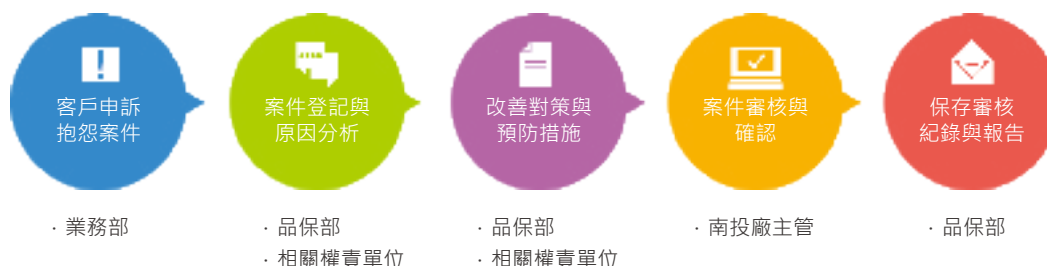 客戶申訴
抱怨案件
案件登記與
原因分析
改善對策與
預防措施
案件審核與
確認
保存審核
紀錄與報告
· 業務部
· 品保部
· 相關權責單位
· 品保部
· 相關權責單位
· 南投廠主管
· 品保部